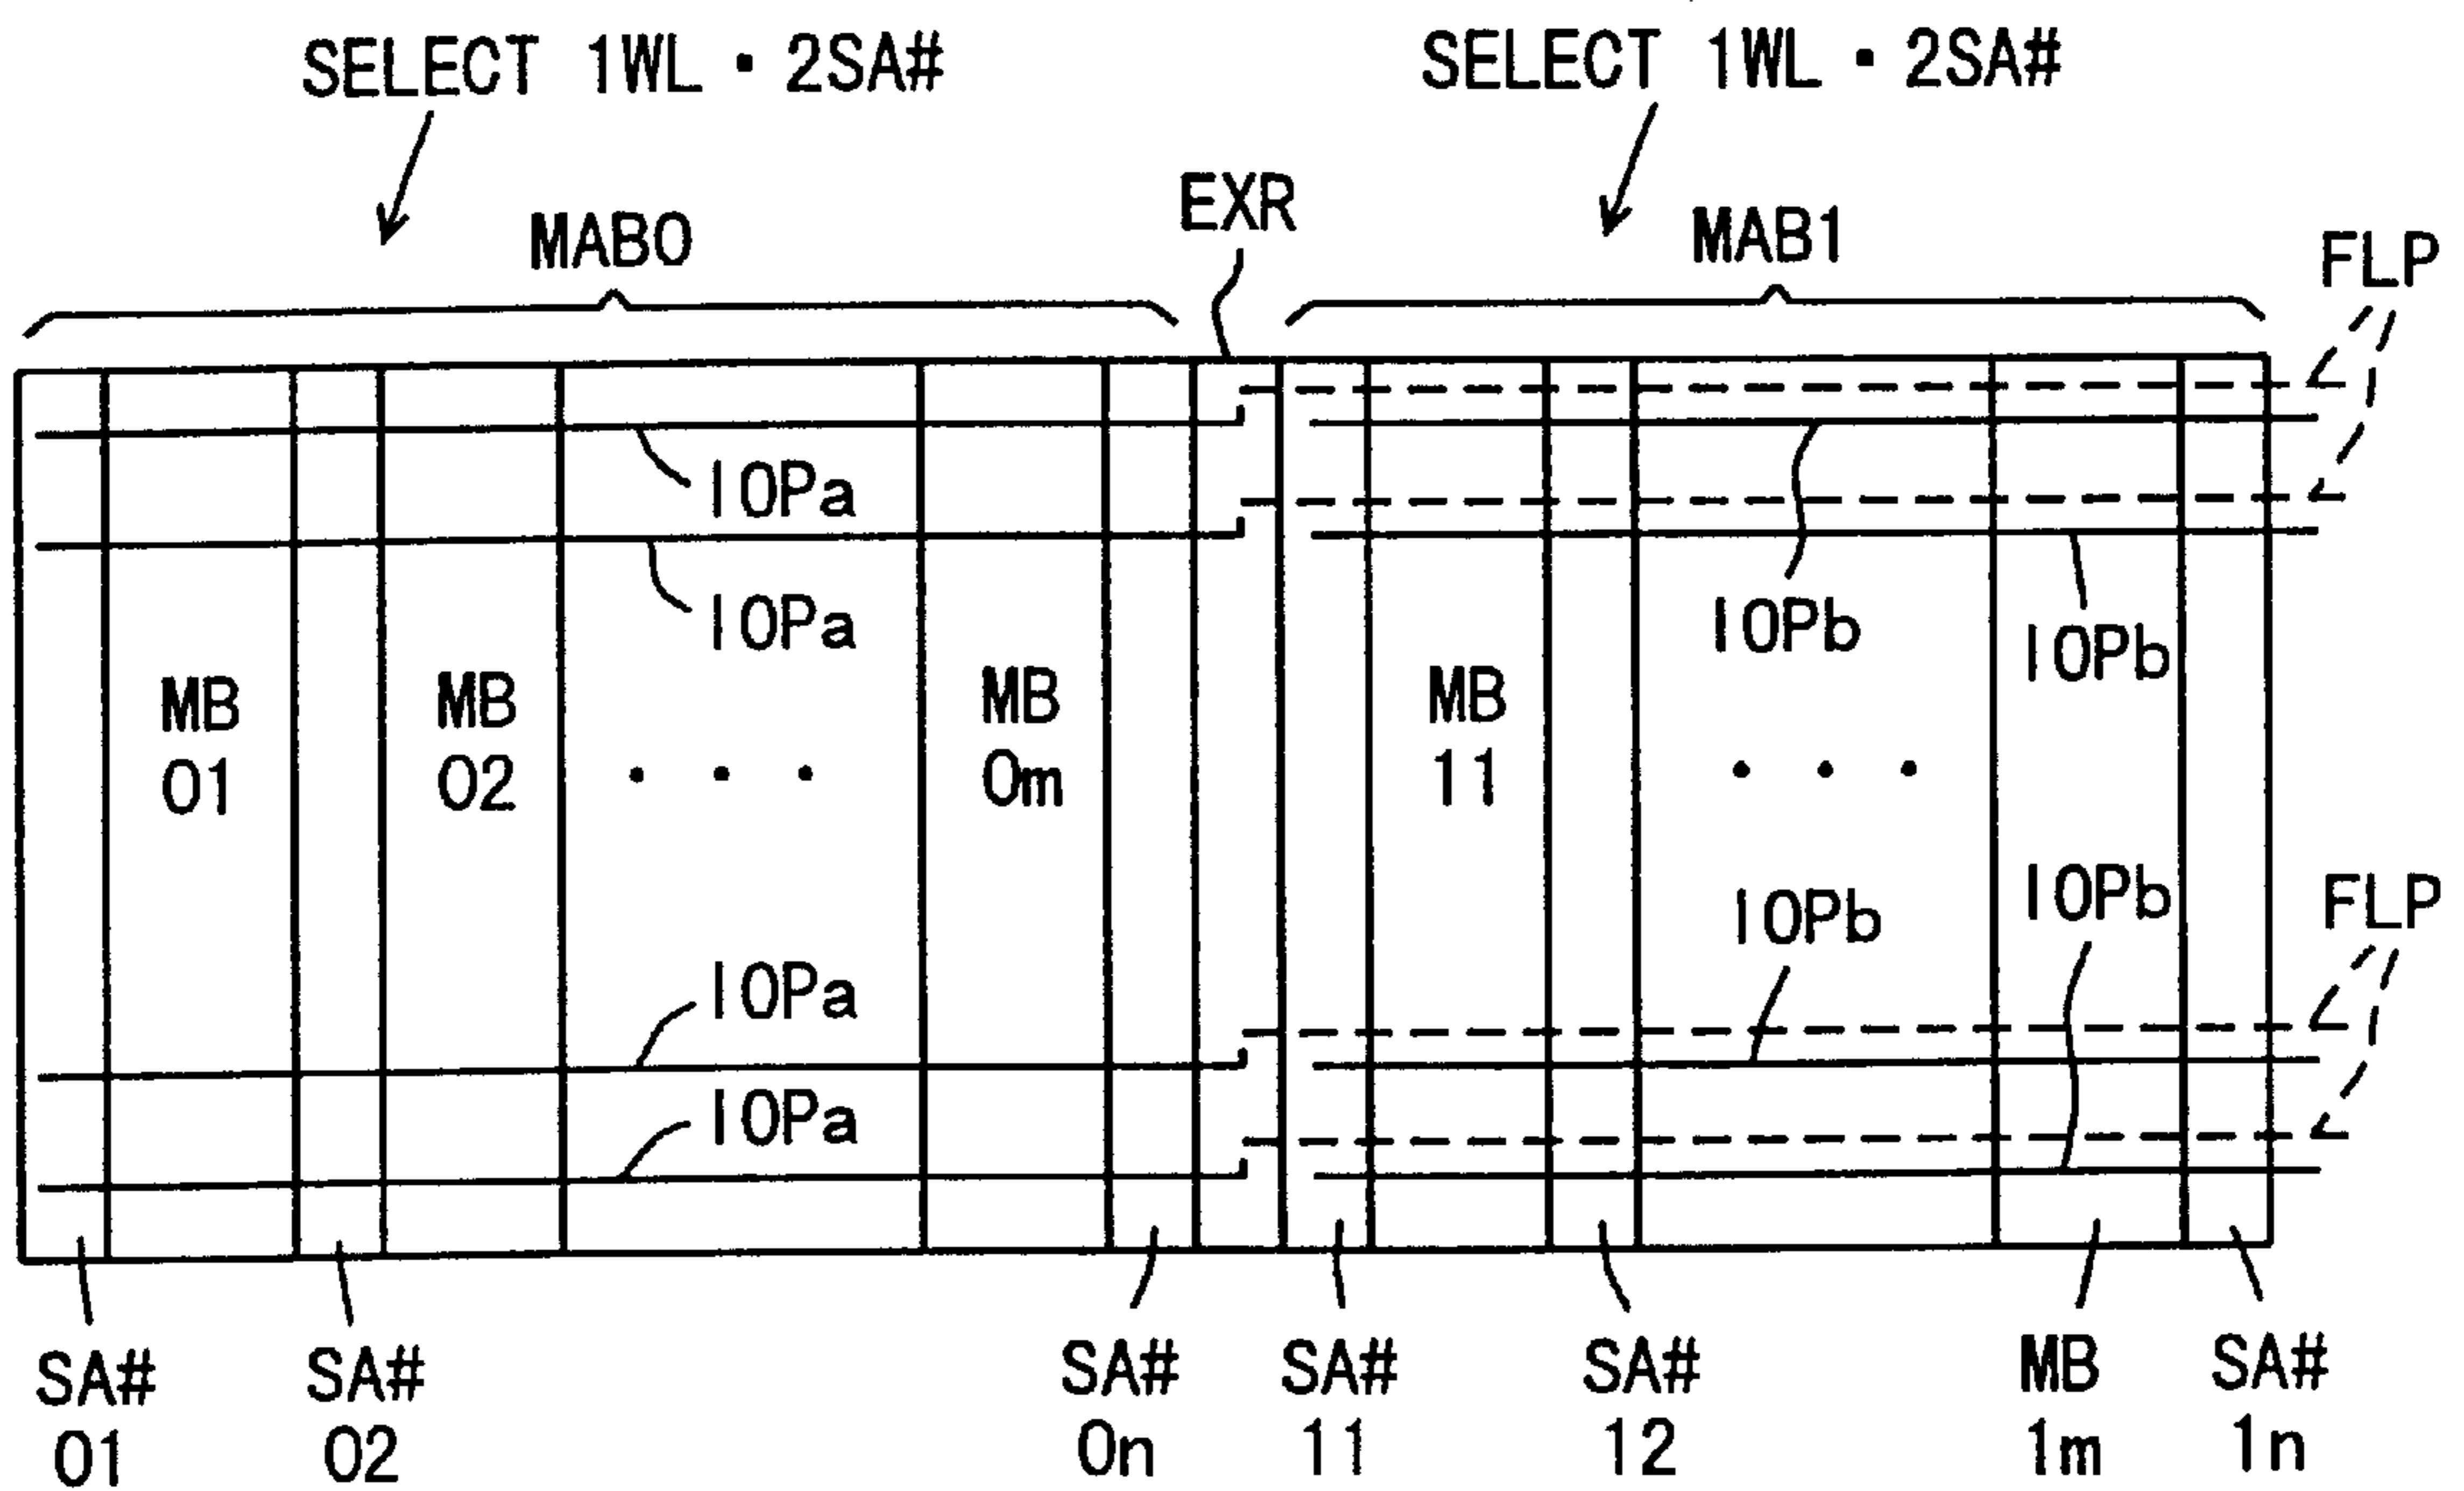 SELECT 1WL · 2SA#
SELECT 1WL · 2SA#
MAB0
EXR
MAB1
FLP
IOPa
IOPa
IOPb
IOPb
MB
01
MB
02
· · ·
MB
0m
MB
11
· · ·
IOPa
IOPb
IOPb
FLP
IOPa
SA#
01
SA#
02
SA#
0n
SA#
11
SA#
12
MB
1m
SA#
1n